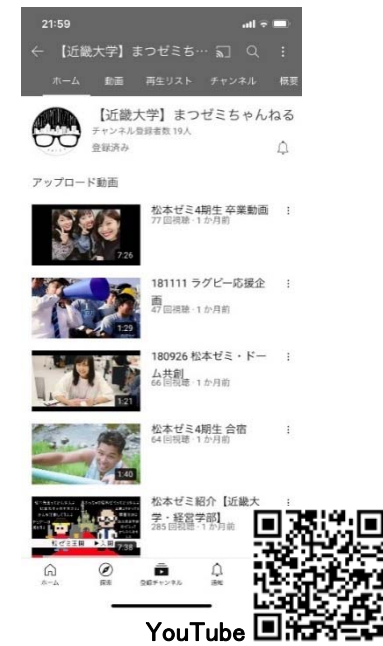 21:59
【近畿大学】まつゼミち…
ホーム 動画 再生リスト チャンネル 概要
【近畿大学】まつゼミちゃんねる
チャンネル登録者数 19人
登録済み
アップロード動画
松本ゼミ4期生 卒業動画
77 回視聴・1 か月前
7:26
181111 ラグビー応援企
画
47 回視聴・1 か月前
1:29
180926 松本ゼミ・ドー
ム共創
66 回視聴・1 か月前
1:21
松本ゼミ4期生 合宿
64 回視聴・1 か月前
1:40
松本ゼミ紹介【近畿大
学・経営学部】
285 回視聴・1 か月前
松ゼミ王国 ▶入国
7:38
ホーム 探索 登録チャンネル 通知
YouTube